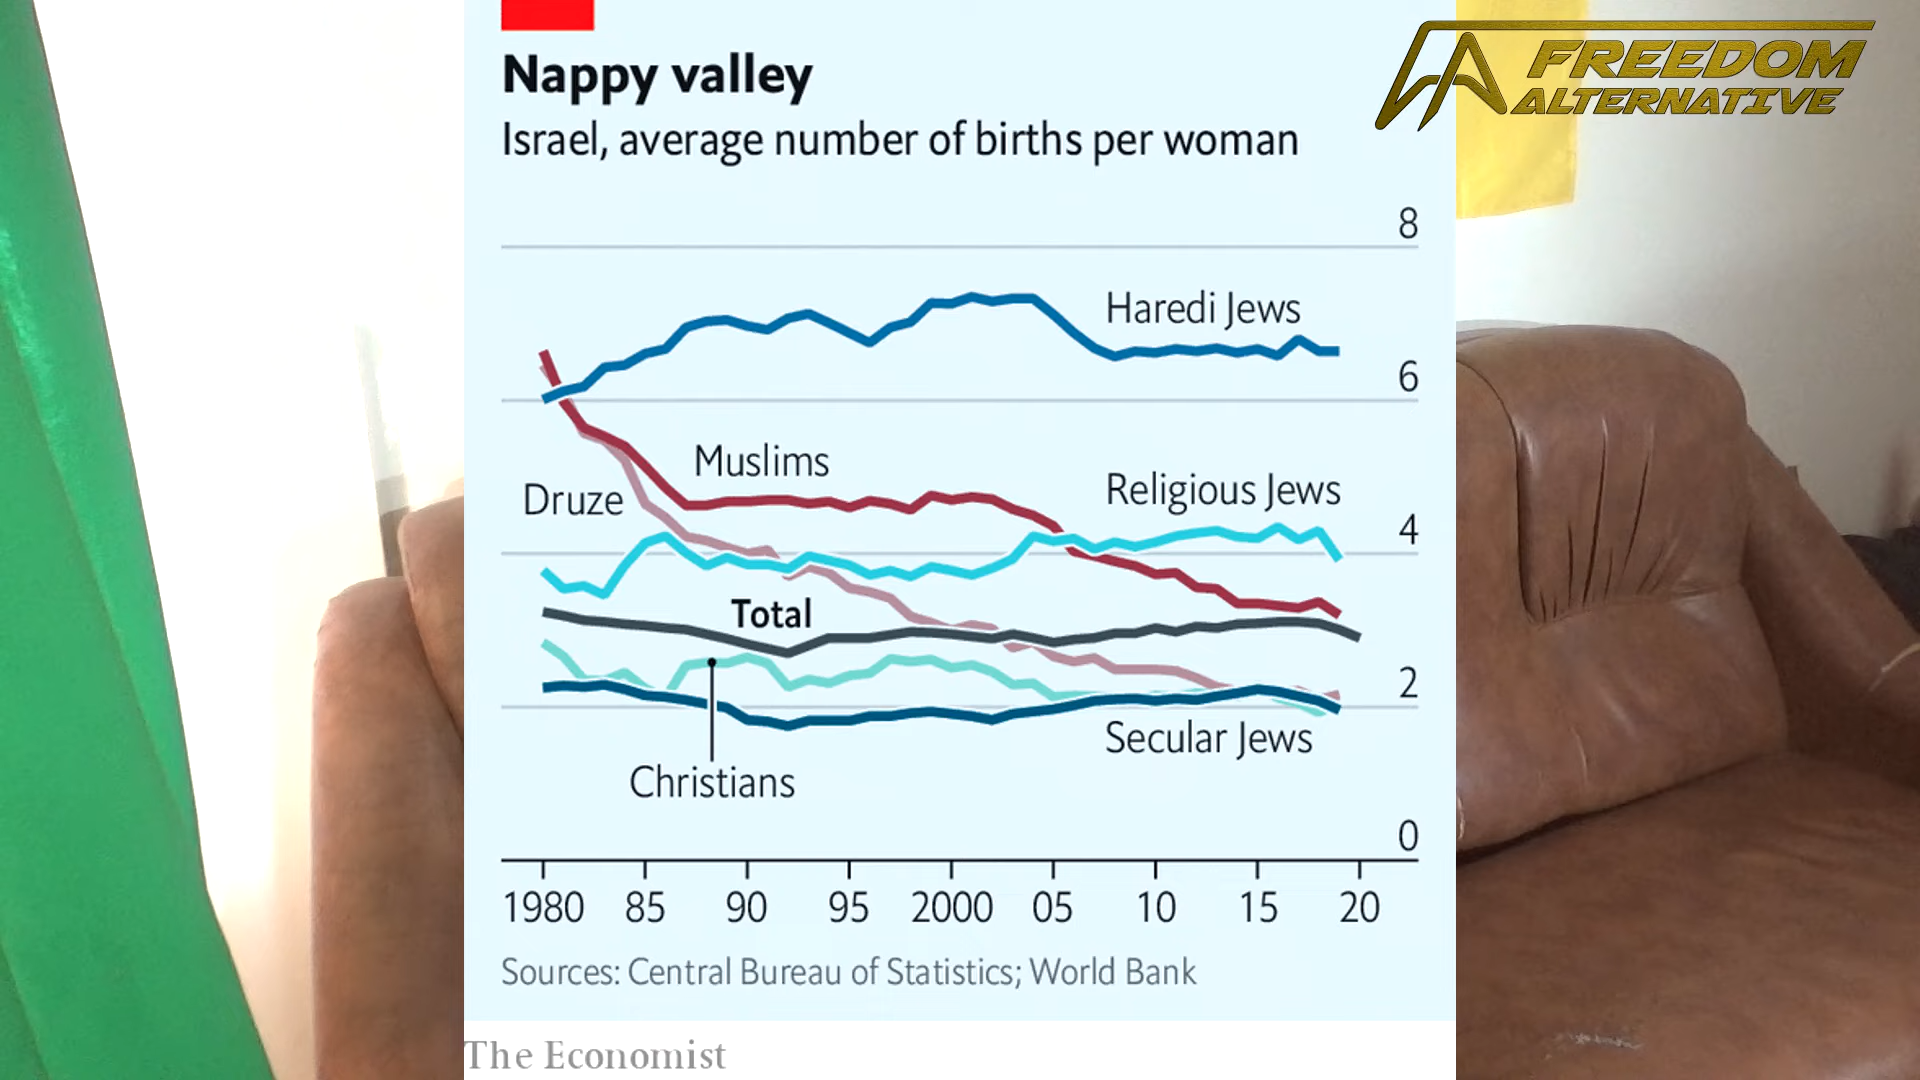 Nappy valley
Israel, average number of births per woman
FREEDOM
ALTERNATIVE
8
Haredi Jews
6
Muslims
Religious Jews
Druze
4
Total
2
Secular Jews
Christians
0
1980 85 90 95 2000 05 10 15 20
Sources: Central Bureau of Statistics; World Bank
The Economist